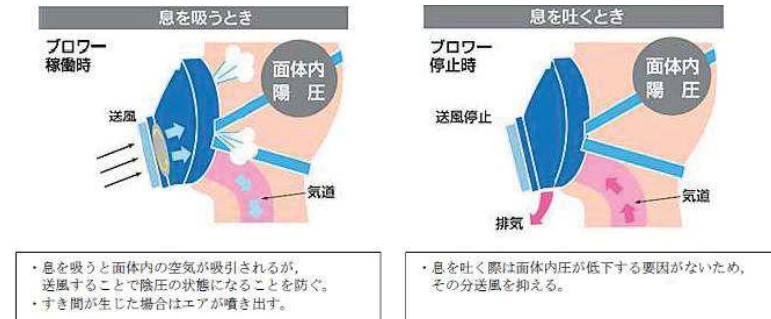 息を吸うとき
ブロワー
稼働時
面体内
陽 圧
送風
気道
・息を吸うと面体内の空気が吸引されるが，
送風することで陰圧の状態になることを防ぐ。
・すき間が生じた場合はエアが噴き出す。
息を吐くとき
ブロワー
停止時
面体内
陽 圧
送風停止
気道
排気
・息を吐く際は面体内圧が低下する要因がないため，
その分送風を抑える。